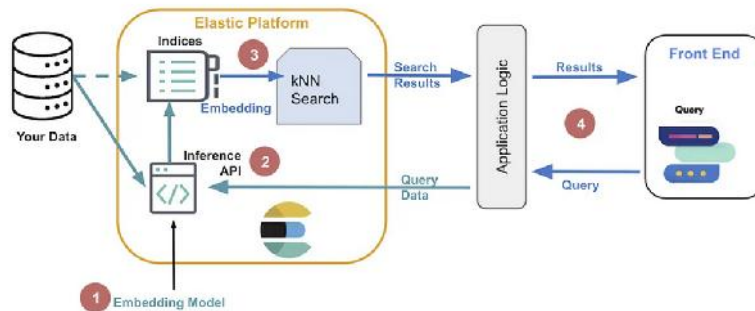 Elastic Platform
Indices
3
kNN
Search
Embedding
Search
Results
Application Logic
Results
Front End
Query
4
Query
Your Data
Inference
API
2
</>
Query
Data
1
Embedding Model